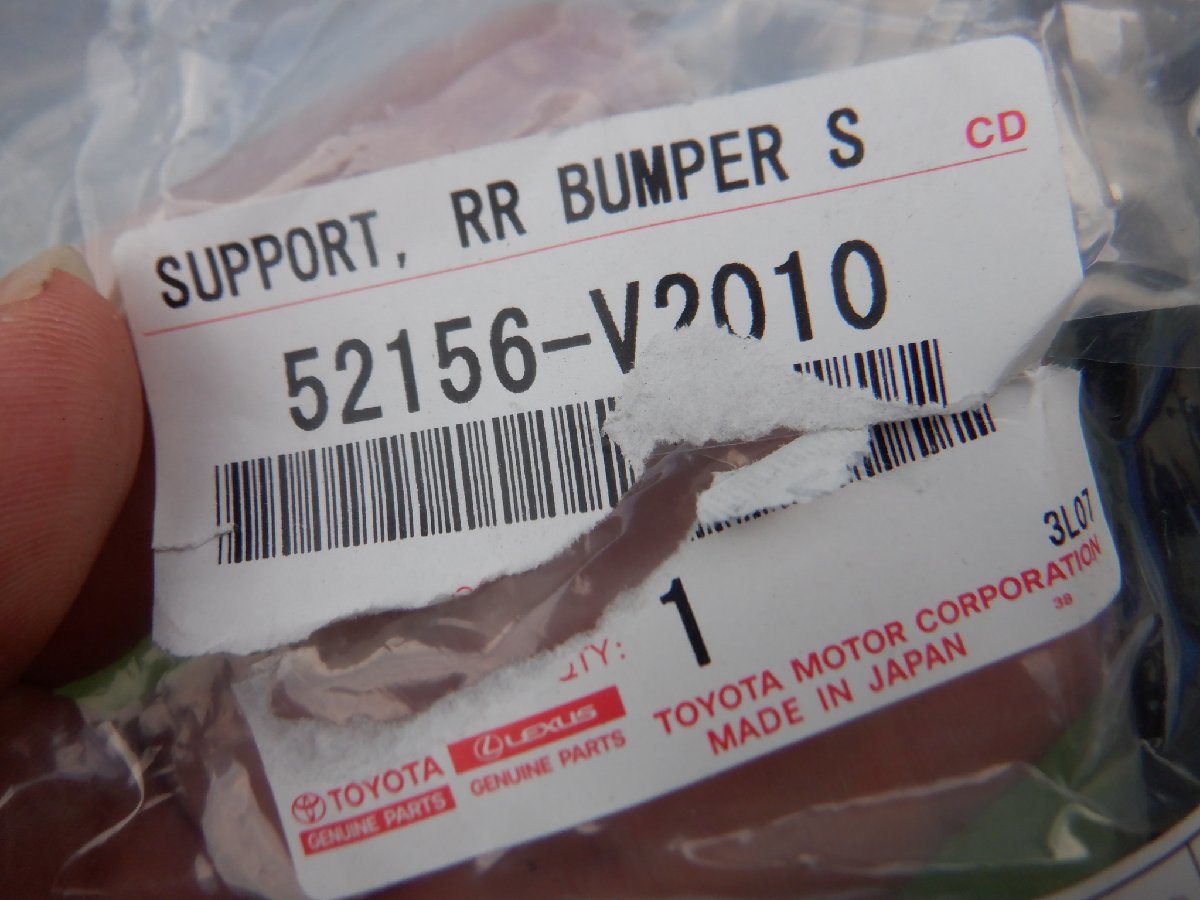 SUPPORT, RR BUMPER S CD
52156-V2010
1
3L07
TOYOTA MOTOR CORPORATION
MADE IN JAPAN
38
TOYOTA
GENUINE PARTS
LEXUS
GENUINE PARTS